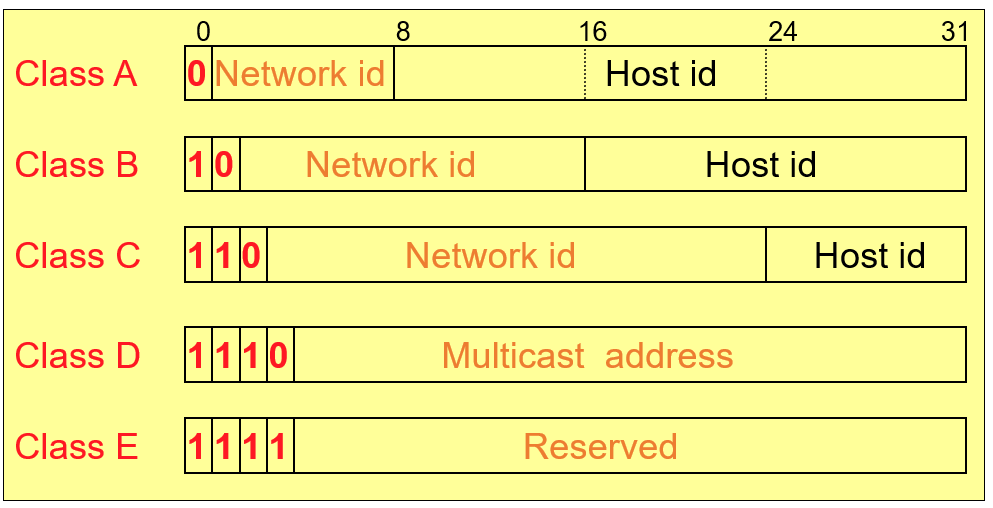 0 8 16 24 31
Class A 0 Network id Host id
Class B 1 0 Network id Host id
Class C 1 1 0 Network id Host id
Class D 1 1 1 0 Multicast address
Class E 1 1 1 1 Reserved